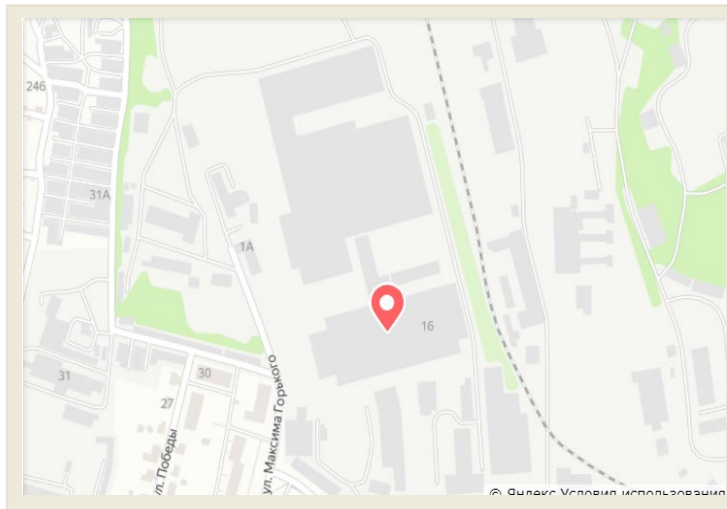 246
31А
1А
16
31
30
27
ул. Победы
ул. Максима Горького
© Яндекс Условия использования